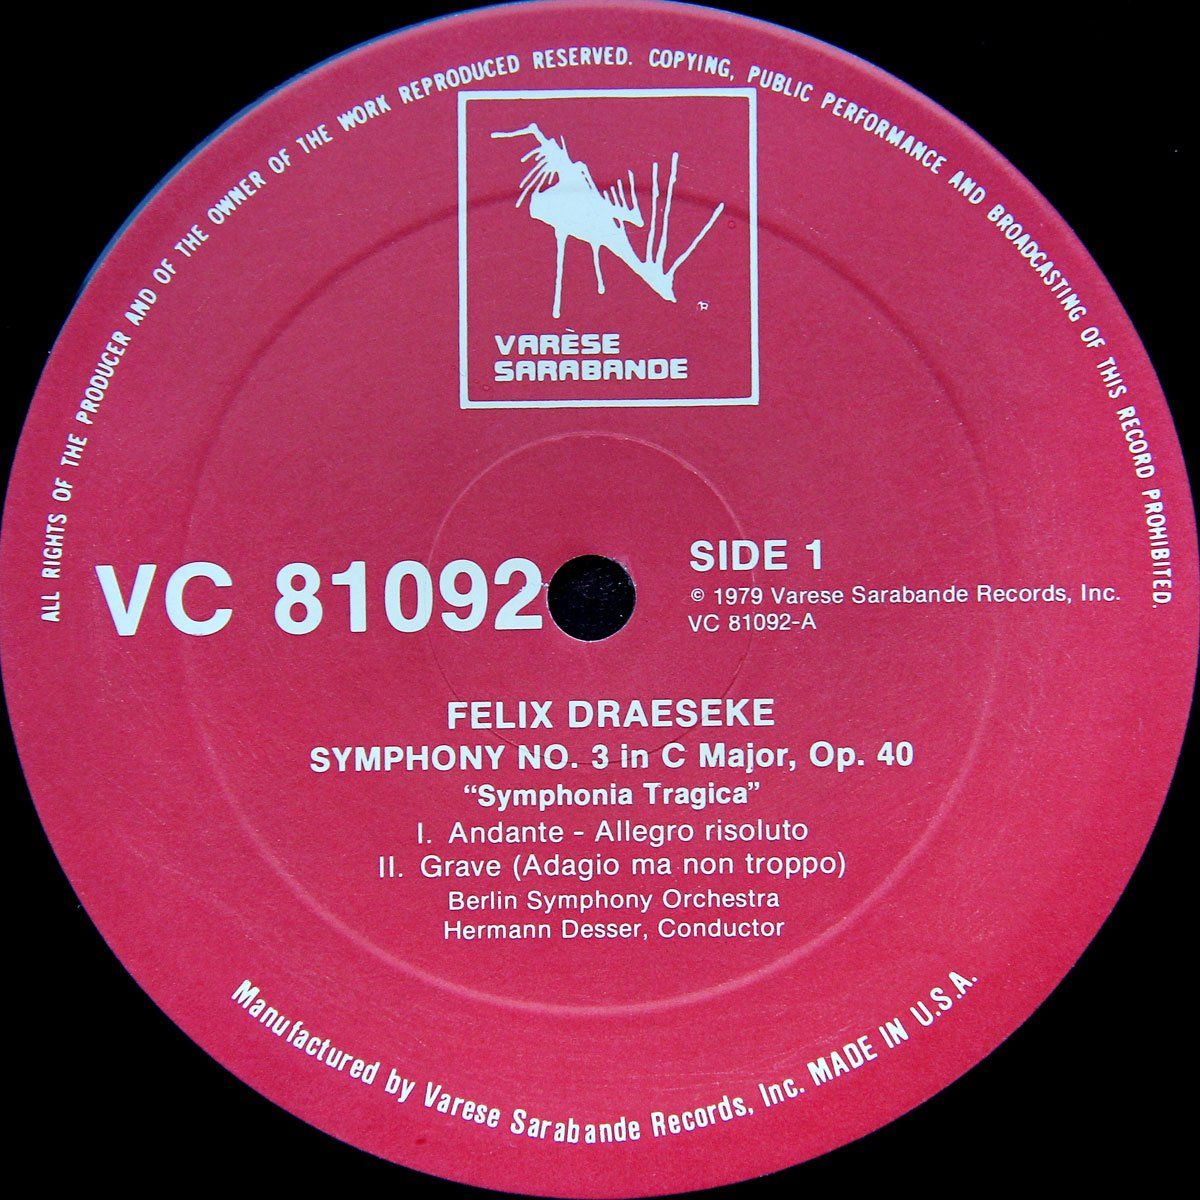 ALL RIGHTS OF THE PRODUCER AND OF THE OWNER OF THE WORK REPRODUCED RESERVED. COPYING, PUBLIC PERFORMANCE AND BROADCASTING OF THIS RECORD PROHIBITED.
VARÈSE
SARABANDE
VC 81092
SIDE 1
© 1979 Varese Sarabande Records, Inc.
VC 81092-A
FELIX DRAESEKE
SYMPHONY NO. 3 in C Major, Op. 40
“Symphonia Tragica”
I. Andante - Allegro risoluto
II. Grave (Adagio ma non troppo)
Berlin Symphony Orchestra
Hermann Desser, Conductor
Manufactured by Varese Sarabande Records, Inc. MADE IN U.S.A.